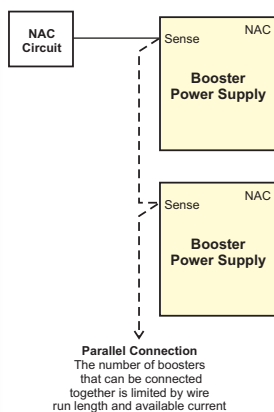 NAC
Circuit
NAC
Sense
Booster
Power Supply
NAC
Sense
Booster
Power Supply
Parallel Connection
The number of boosters
that can be connected
together is limited by wire
run length and available current